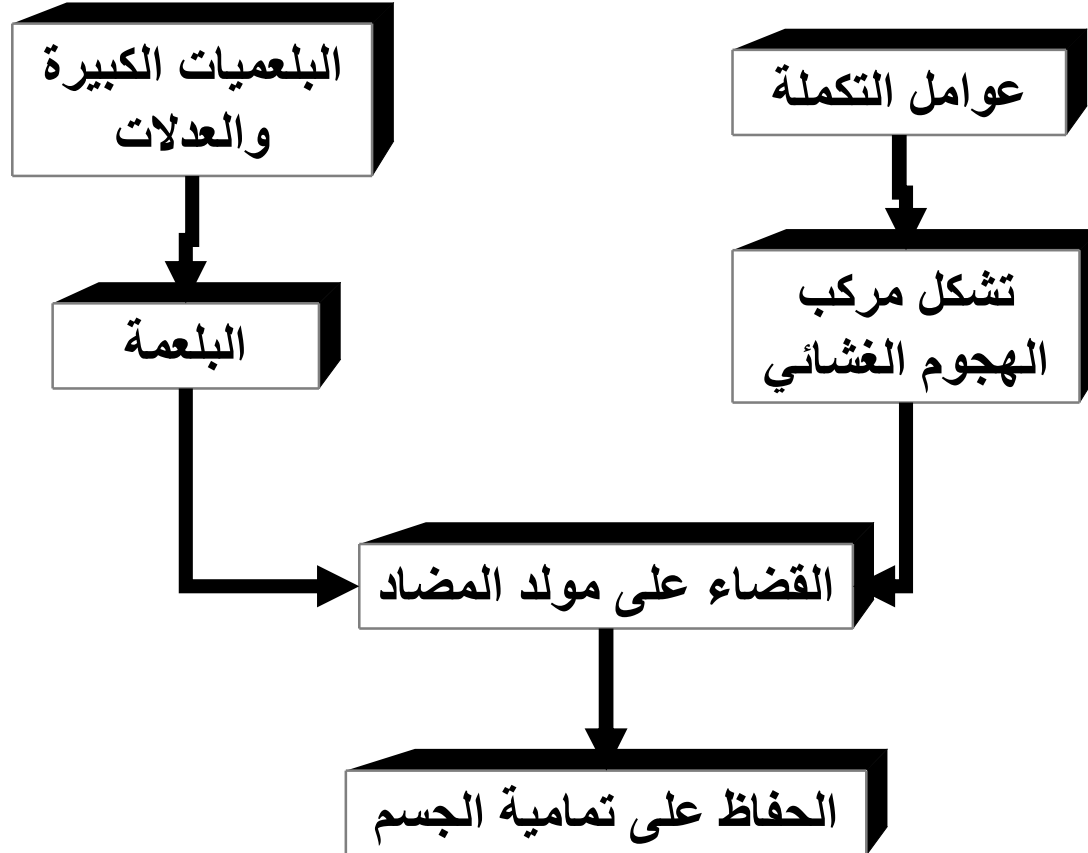 عوامل التكملة
تشكل مركب
الهجوم الغشائي
البلعميات الكبيرة
والعدلات
البلعمة
القضاء على مولد المضاد
الحفاظ على تمامية الجسم